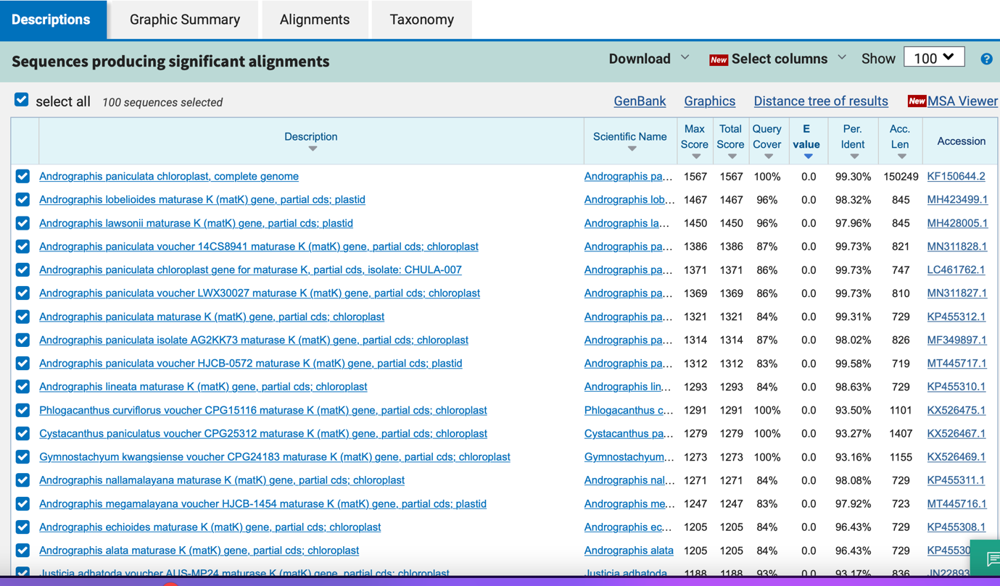 Descriptions Graphic Summary Alignments Taxonomy
Sequences producing significant alignments Download New Select columns Show 100 ?
select all 100 sequences selected GenBank Graphics Distance tree of results New MSA Viewer
Description Scientific Name Max Score Total Score Query Cover E value Per. Ident Acc. Len Accession
Andrographis paniculata chloroplast, complete genome Andrographis pa... 1567 1567 100% 0.0 99.30% 150249 KF150644.2
Andrographis lobelioides maturase K (matK) gene, partial cds; plastid Andrographis lob... 1467 1467 96% 0.0 98.32% 845 MH423499.1
Andrographis lawsonii maturase K (matK) gene, partial cds; plastid Andrographis la... 1450 1450 96% 0.0 97.96% 845 MH428005.1
Andrographis paniculata voucher 14CS8941 maturase K (matK) gene, partial cds; chloroplast Andrographis pa... 1386 1386 87% 0.0 99.73% 821 MN311828.1
Andrographis paniculata chloroplast gene for maturase K, partial cds, isolate: CHULA-007 Andrographis pa... 1371 1371 86% 0.0 99.73% 747 LC461762.1
Andrographis paniculata voucher LWX30027 maturase K (matK) gene, partial cds; chloroplast Andrographis pa... 1369 1369 86% 0.0 99.73% 810 MN311827.1
Andrographis paniculata maturase K (matK) gene, partial cds; chloroplast Andrographis pa... 1321 1321 84% 0.0 99.31% 729 KP455312.1
Andrographis paniculata isolate AG2KK73 maturase K (matK) gene, partial cds; chloroplast Andrographis pa... 1314 1314 87% 0.0 98.02% 826 MF349897.1
Andrographis paniculata voucher HJCB-0572 maturase K (matK) gene, partial cds; plastid Andrographis pa... 1312 1312 83% 0.0 99.58% 719 MT445717.1
Andrographis lineata maturase K (matK) gene, partial cds; chloroplast Andrographis lin... 1293 1293 84% 0.0 98.63% 729 KP455310.1
Phlogacanthus curviflorus voucher CPG15116 maturase K (matK) gene, partial cds; chloroplast Phlogacanthus c... 1291 1291 100% 0.0 93.50% 1101 KX526475.1
Cystacanthus paniculatus voucher CPG25312 maturase K (matK) gene, partial cds; chloroplast Cystacanthus pa... 1279 1279 100% 0.0 93.27% 1407 KX526467.1
Gymnostachyum kwangsiense voucher CPG24183 maturase K (matK) gene, partial cds; chloroplast Gymnostachyum... 1273 1273 100% 0.0 93.16% 1155 KX526469.1
Andrographis nallamalayana maturase K (matK) gene, partial cds; chloroplast Andrographis nal... 1271 1271 84% 0.0 98.08% 729 KP455311.1
Andrographis megamalayana voucher HJCB-1454 maturase K (matK) gene, partial cds; plastid Andrographis me... 1247 1247 83% 0.0 97.92% 723 MT445716.1
Andrographis echioides maturase K (matK) gene, partial cds; chloroplast Andrographis ec... 1205 1205 84% 0.0 96.43% 729 KP455308.1
Andrographis alata maturase K (matK) gene, partial cds; chloroplast Andrographis alata 1205 1205 84% 0.0 96.43% 729 KP45530
Justicia adhatoda voucher AUS-MP24 maturase K (matK) gene, partial cds; chloroplast Justicia adhatoda 1188 1188 93% 0.0 93.17% 836 JN22893